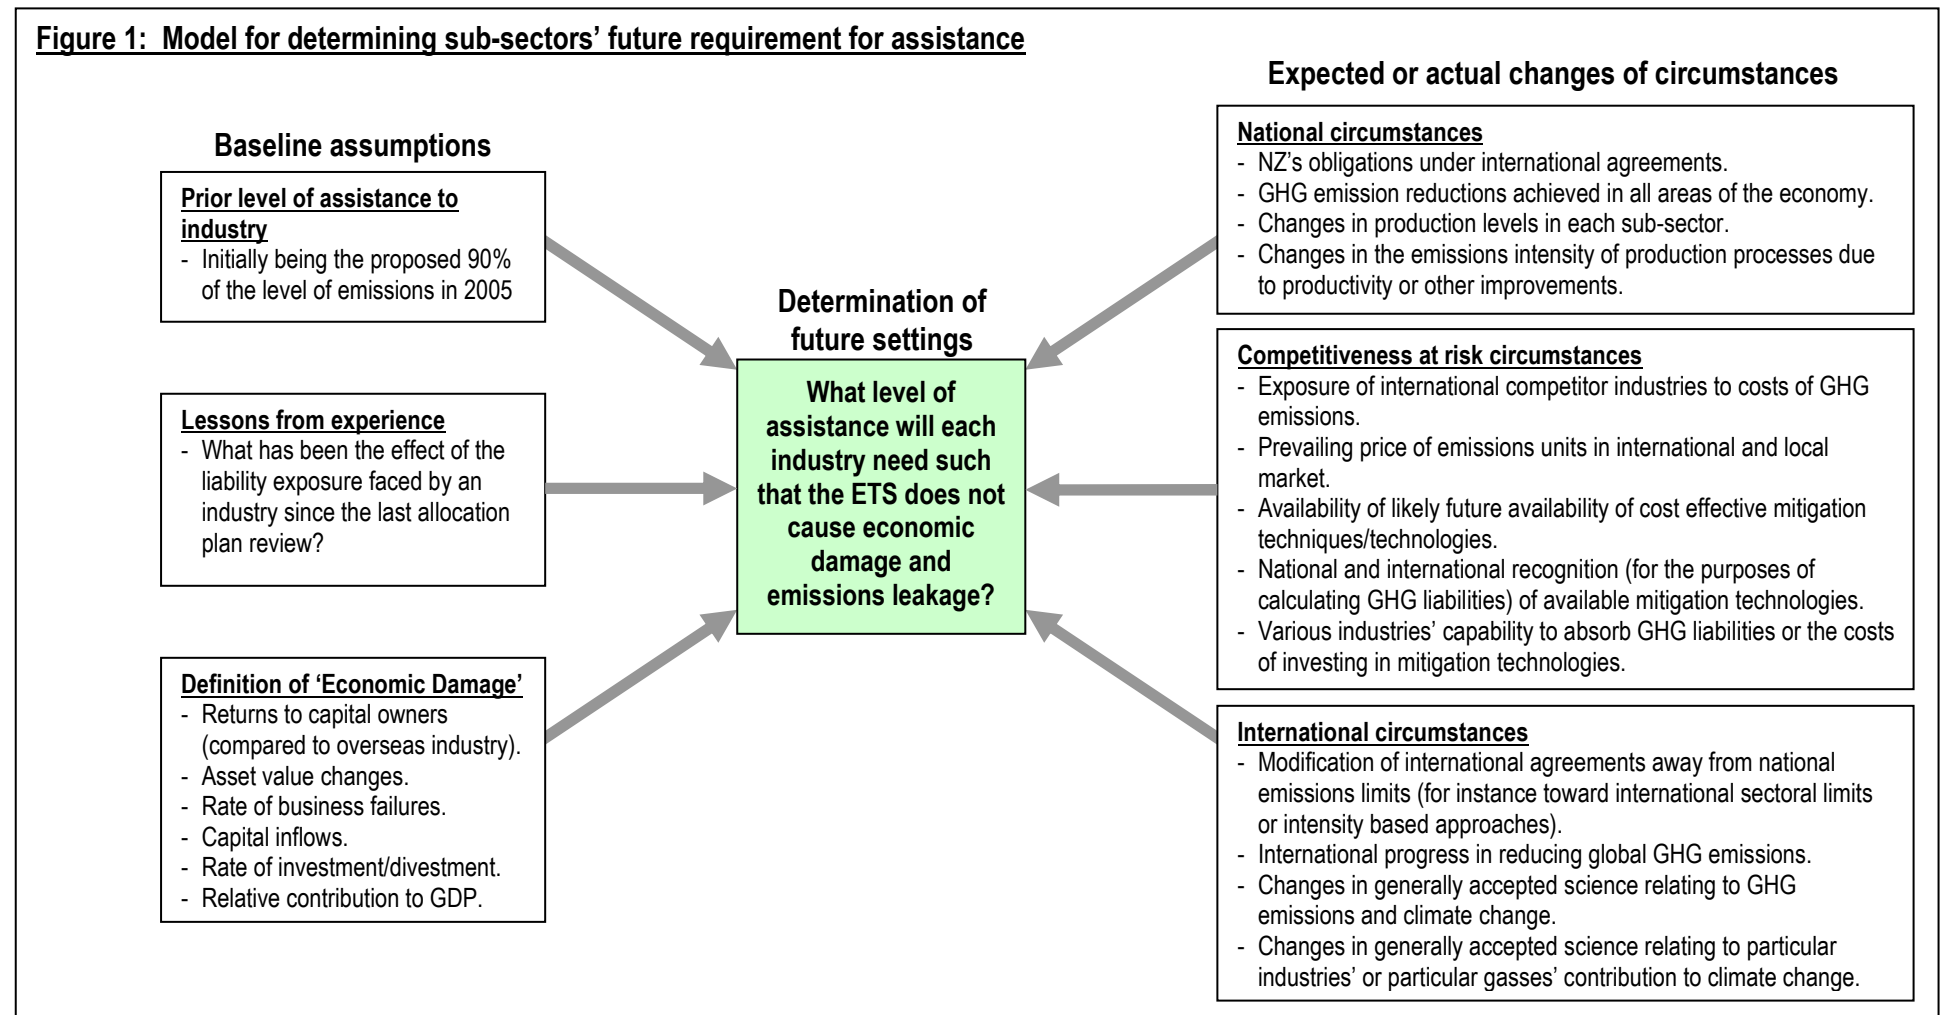 Figure 1:  Model for determining sub-sectors’ future requirement for assistance
Baseline assumptions
Prior level of assistance to
industry
- Initially being the proposed 90%
of the level of emissions in 2005
Lessons from experience
- What has been the effect of the
liability exposure faced by an
industry since the last allocation
plan review?
Definition of ‘Economic Damage’
- Returns to capital owners
(compared to overseas industry).
- Asset value changes.
- Rate of business failures.
- Capital inflows.
- Rate of investment/divestment.
- Relative contribution to GDP.
Determination of
future settings
What level of
assistance will each
industry need such
that the ETS does not
cause economic
damage and
emissions leakage?
Expected or actual changes of circumstances
National circumstances
- NZ’s obligations under international agreements.
- GHG emission reductions achieved in all areas of the economy.
- Changes in production levels in each sub-sector.
- Changes in the emissions intensity of production processes due
to productivity or other improvements.
Competitiveness at risk circumstances
- Exposure of international competitor industries to costs of GHG
emissions.
- Prevailing price of emissions units in international and local
market.
- Availability of likely future availability of cost effective mitigation
techniques/technologies.
- National and international recognition (for the purposes of
calculating GHG liabilities) of available mitigation technologies.
- Various industries’ capability to absorb GHG liabilities or the costs
of investing in mitigation technologies.
International circumstances
- Modification of international agreements away from national
emissions limits (for instance toward international sectoral limits
or intensity based approaches).
- International progress in reducing global GHG emissions.
- Changes in generally accepted science relating to GHG
emissions and climate change.
- Changes in generally accepted science relating to particular
industries’ or particular gasses’ contribution to climate change.